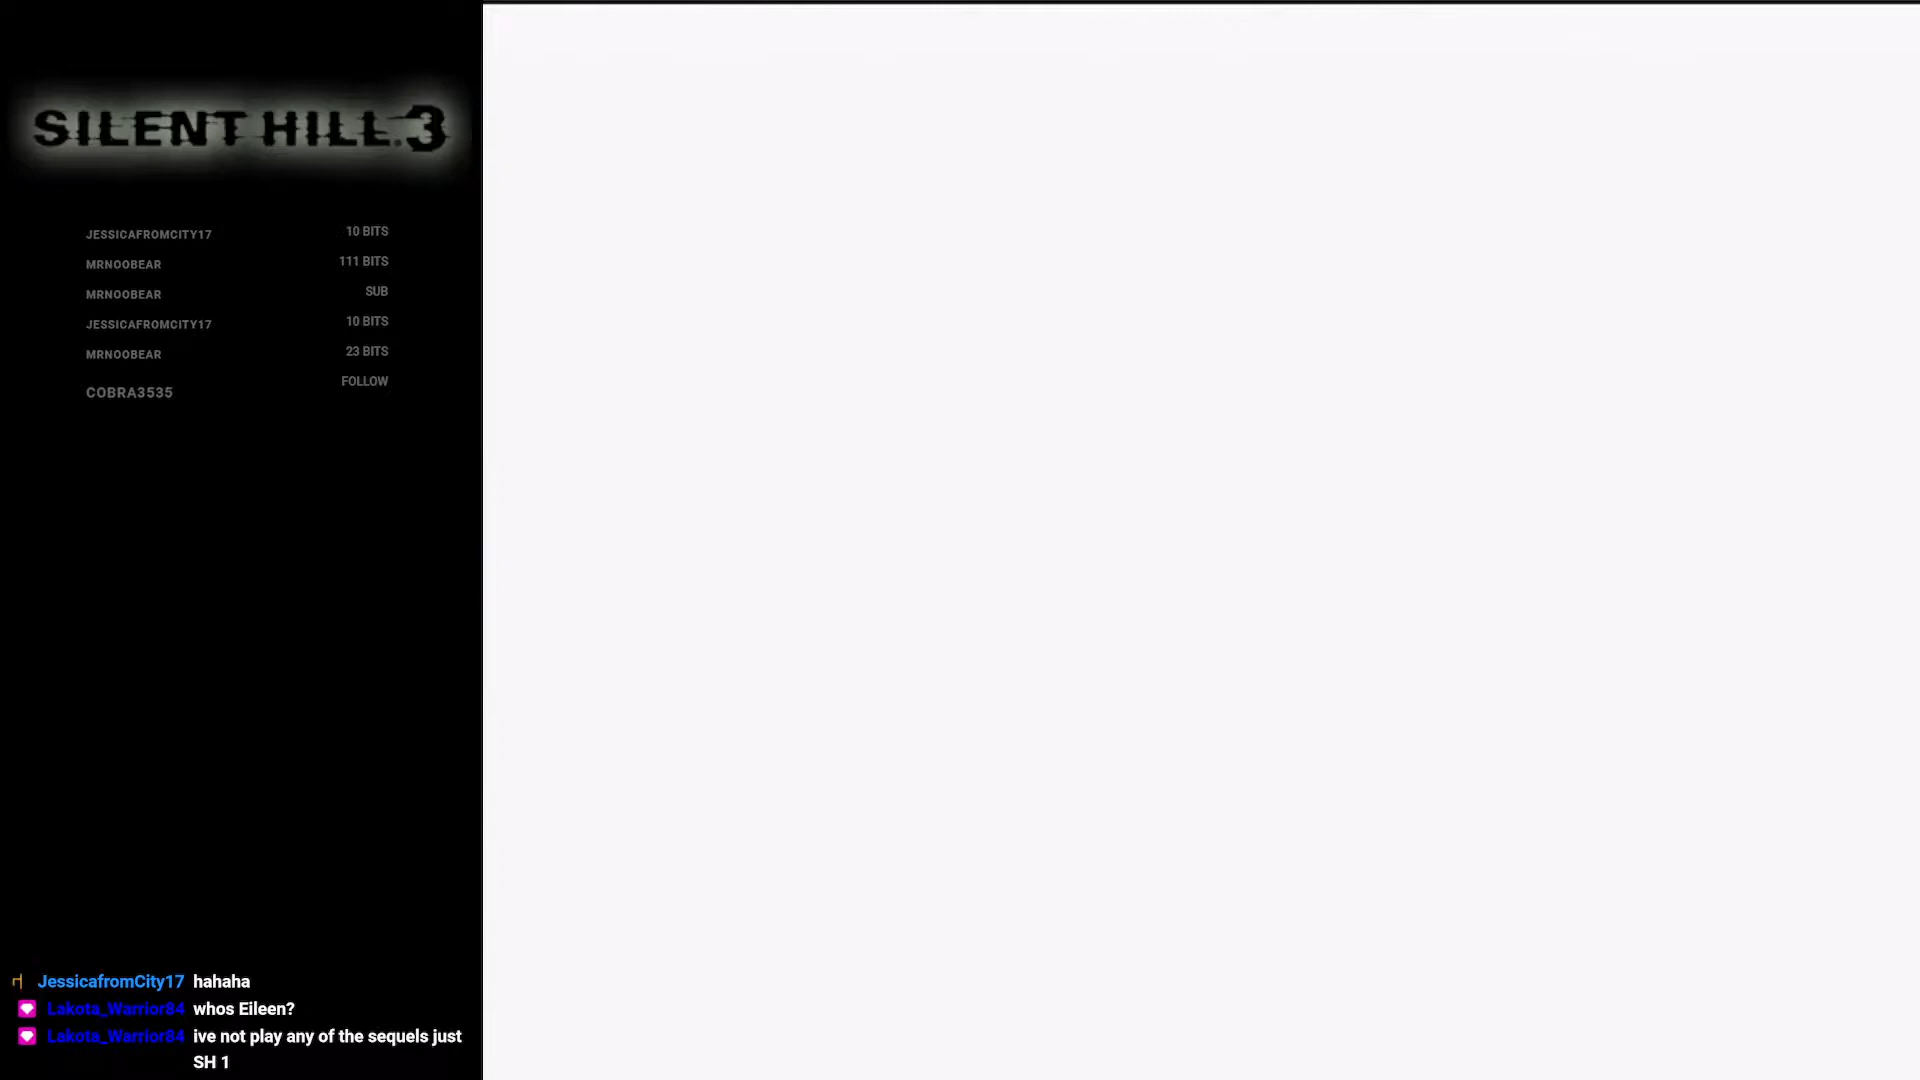 SILENT HILL.3
JESSICAFROMCITY17 10 BITS
MRNOOBEAR 111 BITS
MRNOOBEAR SUB
JESSICAFROMCITY17 10 BITS
MRNOOBEAR 23 BITS
COBRA3535 FOLLOW
JessicafromCity17 hahaha
Lakota_Warrior84 whos Eileen?
Lakota_Warrior84 ive not play any of the sequels just
SH 1